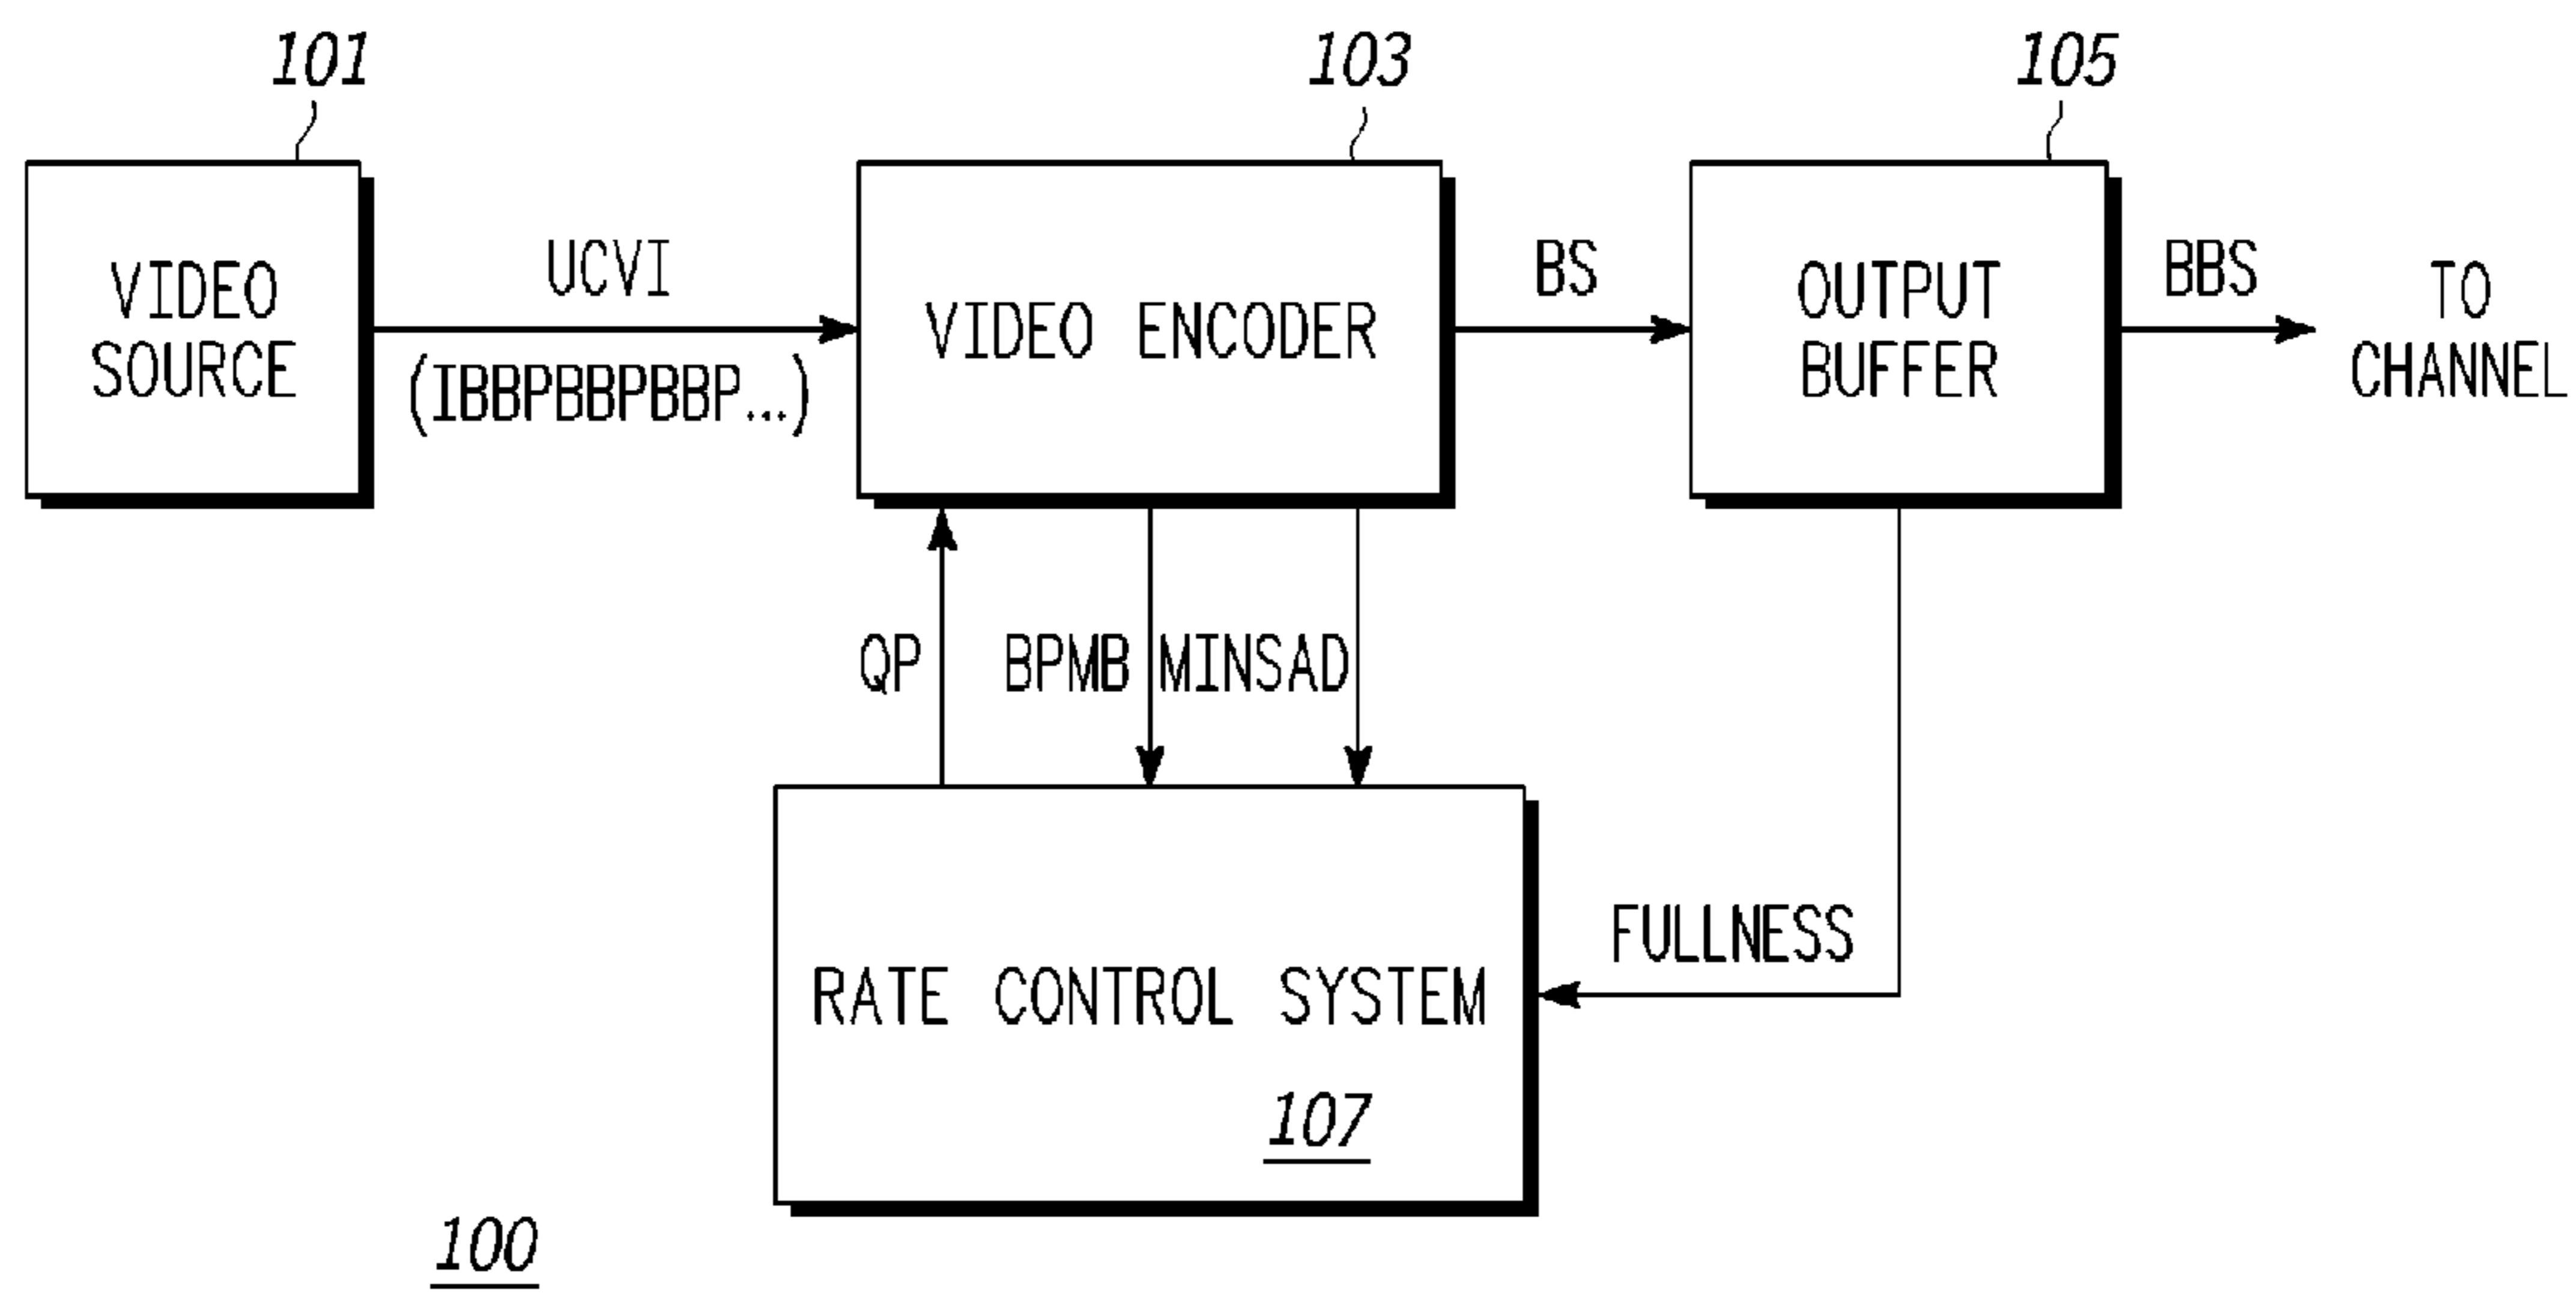 101
103
105
VIDEO
SOURCE
UCVI
(IBBPBBPBBP...)
VIDEO ENCODER
BS
OUTPUT
BUFFER
BBS
TO
CHANNEL
QP
BPMB
MINSAD
FULLNESS
RATE CONTROL SYSTEM
107
100